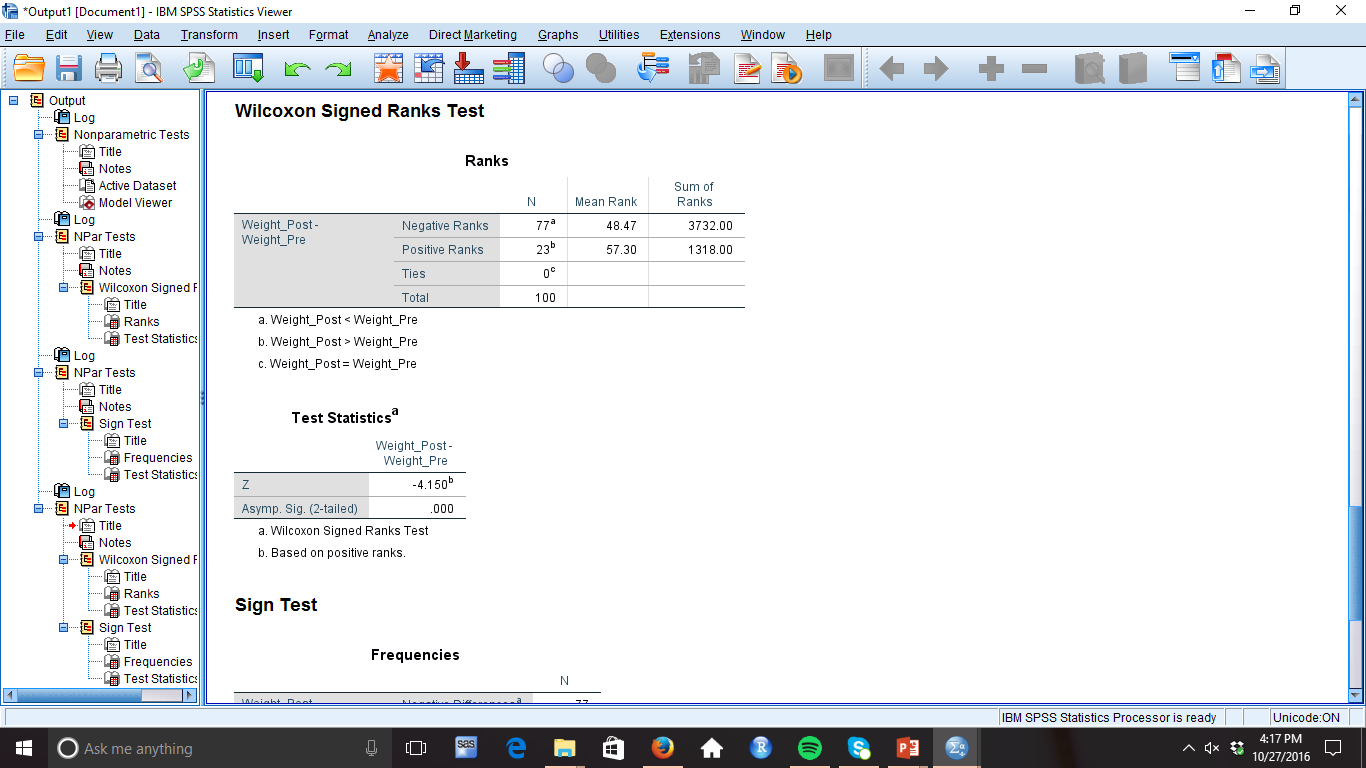 *Output1 [Document1] - IBM SPSS Statistics Viewer
File Edit View Data Transform Insert Format Analyze Direct Marketing Graphs Utilities Extensions Window Help
Output
Log
Nonparametric Tests
Title
Notes
Active Dataset
Model Viewer
Log
NPar Tests
Title
Notes
Wilcoxon Signed R
Title
Ranks
Test Statistics
Log
NPar Tests
Title
Notes
Sign Test
Title
Frequencies
Test Statistics
Log
NPar Tests
Title
Notes
Wilcoxon Signed R
Title
Ranks
Test Statistics
Sign Test
Title
Frequencies
Test Statistics
Wilcoxon Signed Ranks Test
Ranks
N Mean Rank Sum of Ranks
Weight_Post - Weight_Pre Negative Ranks 77a 48.47 3732.00
Positive Ranks 23b 57.30 1318.00
Ties 0c
Total 100
a. Weight_Post < Weight_Pre
b. Weight_Post > Weight_Pre
c. Weight_Post = Weight_Pre
Test Statisticsa
Weight_Post - Weight_Pre
Z -4.150b
Asymp. Sig. (2-tailed) .000
a. Wilcoxon Signed Ranks Test
b. Based on positive ranks.
Sign Test
Frequencies
N
Weight_Post Negative Differencesa 77
IBM SPSS Statistics Processor is ready Unicode:ON
Ask me anything
sas
4:17 PM
10/27/2016